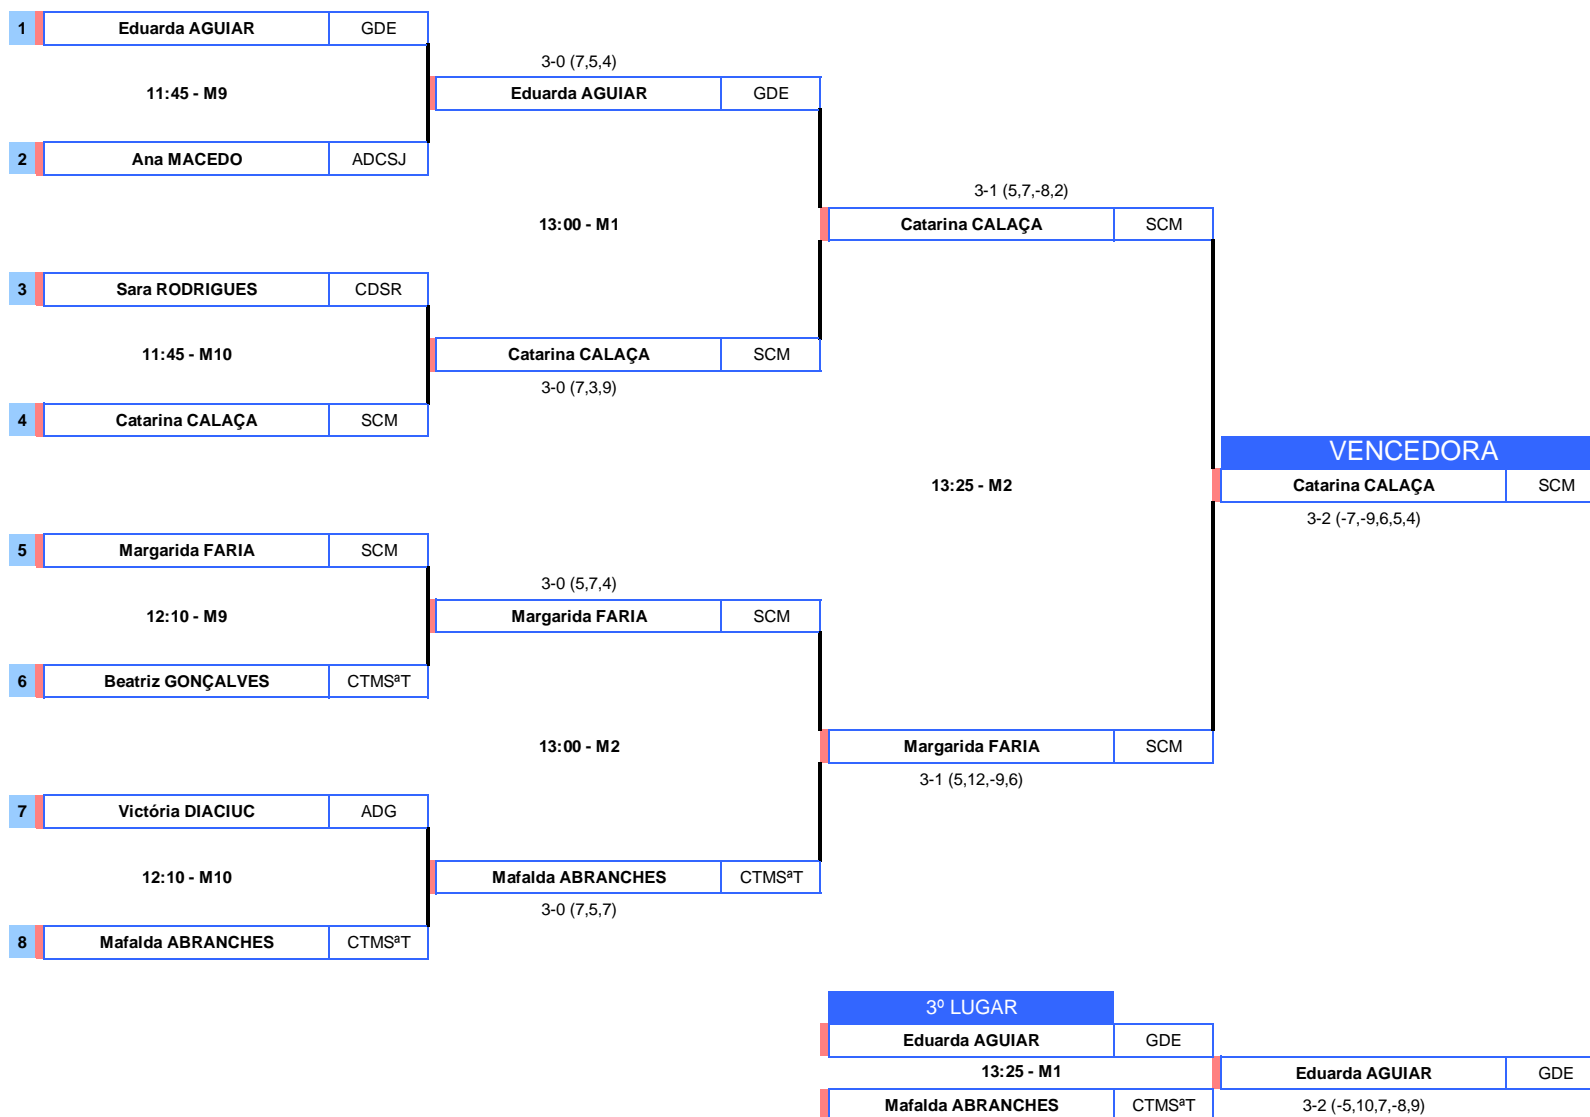 1 Eduarda AGUIAR GDE
3-0 (7,5,4)
11:45 - M9 Eduarda AGUIAR GDE
2 Ana MACEDO ADCSJ
3-1 (5,7,-8,2)
13:00 - M1 Catarina CALAÇA SCM
3 Sara RODRIGUES CDSR
11:45 - M10 Catarina CALAÇA SCM
3-0 (7,3,9)
4 Catarina CALAÇA SCM
VENCEDORA
13:25 - M2 Catarina CALAÇA SCM
3-2 (-7,-9,6,5,4)
5 Margarida FARIA SCM
3-0 (5,7,4)
12:10 - M9 Margarida FARIA SCM
6 Beatriz GONÇALVES CTMSªT
13:00 - M2 Margarida FARIA SCM
3-1 (5,12,-9,6)
7 Victória DIACIUC ADG
12:10 - M10 Mafalda ABRANCHES CTMSªT
3-0 (7,5,7)
8 Mafalda ABRANCHES CTMSªT
3º LUGAR
Eduarda AGUIAR GDE
13:25 - M1 Eduarda AGUIAR GDE
Mafalda ABRANCHES CTMSªT 3-2 (-5,10,7,-8,9)